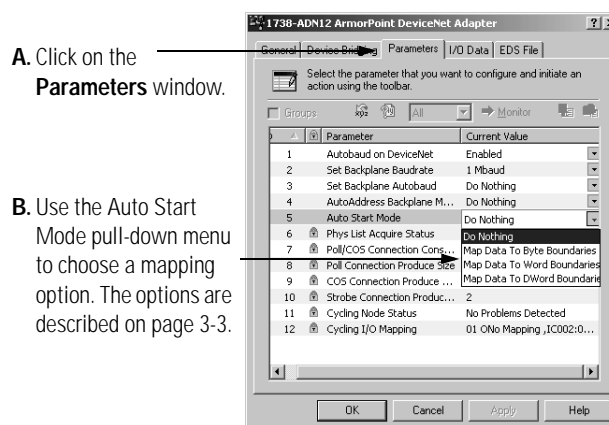 1738-ADN12 ArmorPoint DeviceNet Adapter
General Device Bridging Parameters I/O Data EDS File
A. Click on the
Parameters window.
Select the parameter that you want to configure and initiate an
action using the toolbar.
Groups All Monitor
Parameter Current Value
1 Autobaud on DeviceNet Enabled
2 Set Backplane Baudrate 1 Mbaud
3 Set Backplane Autobaud Do Nothing
4 AutoAddress Backplane M... Do Nothing
5 Auto Start Mode Do Nothing
B. Use the Auto Start
Mode pull-down menu
to choose a mapping
option. The options are
described on page 3-3.
6 Phys List Acquire Status Do Nothing
7 Poll/COS Connection Cons... Map Data To Byte Boundaries
8 Poll Connection Produce Size Map Data To Word Boundaries
9 COS Connection Produce ... Map Data To DWord Boundarie
10 Strobe Connection Produc... 2
11 Cycling Node Status No Problems Detected
12 Cycling I/O Mapping 01 ONo Mapping ,IC002:0...
OK Cancel Apply Help